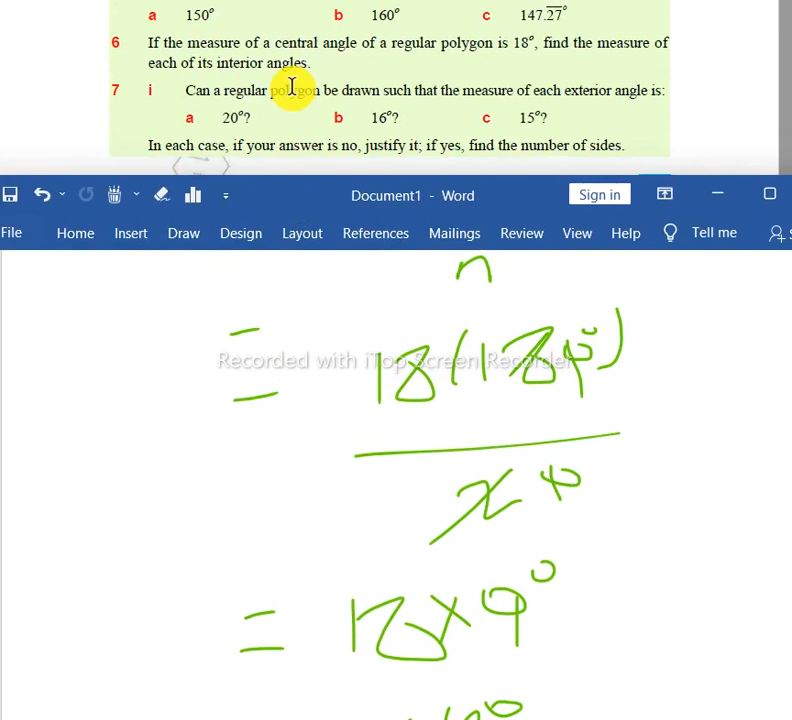 a 150° b 160° c 147.2̅7̅°
6 If the measure of a central angle of a regular polygon is 18°, find the measure of
each of its interior angles.
7 i Can a regular polygon be drawn such that the measure of each exterior angle is:
a 20°? b 16°? c 15°?
In each case, if your answer is no, justify it; if yes, find the number of sides.
Document1 - Word Sign in
File Home Insert Draw Design Layout References Mailings Review View Help Tell me
n
= 18(180°)
Recorded with iTop Screen Recorder
= 18×9°